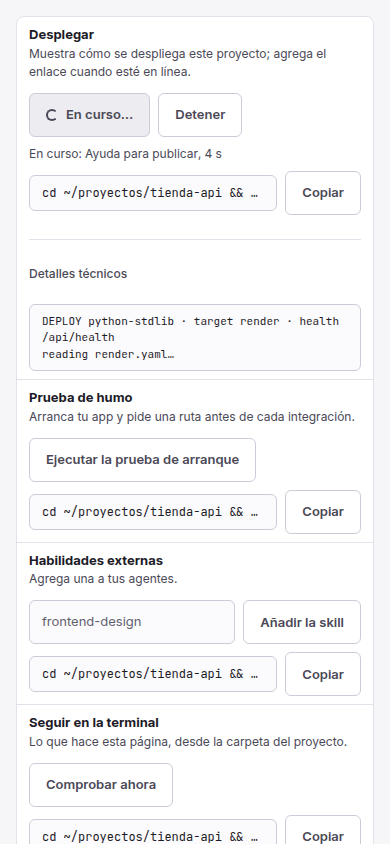 Desplegar
Muestra cómo se despliega este proyecto; agrega el
enlace cuando esté en línea.
En curso...
Detener
En curso: Ayuda para publicar, 4 s
cd ~/proyectos/tienda-api && …
Copiar
Detalles técnicos
DEPLOY python-stdlib · target render · health
/api/health
reading render.yaml…
Prueba de humo
Arranca tu app y pide una ruta antes de cada integración.
Ejecutar la prueba de arranque
cd ~/proyectos/tienda-api && …
Copiar
Habilidades externas
Agrega una a tus agentes.
frontend-design
Añadir la skill
cd ~/proyectos/tienda-api && …
Copiar
Seguir en la terminal
Lo que hace esta página, desde la carpeta del proyecto.
Comprobar ahora
cd ~/proyectos/tienda-api && …
Copiar